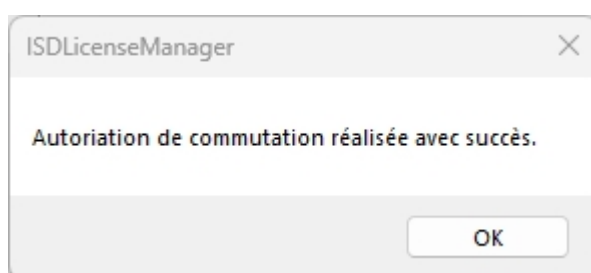 ISDLicenseManager
Autoriation de commutation réalisée avec succès.
OK